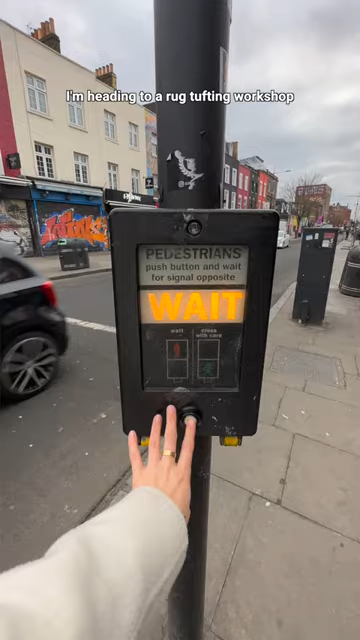 I'm heading to a rug tufting workshop
PEDESTRIANS
push button and wait
for signal opposite
WAIT
wait
cross
with care